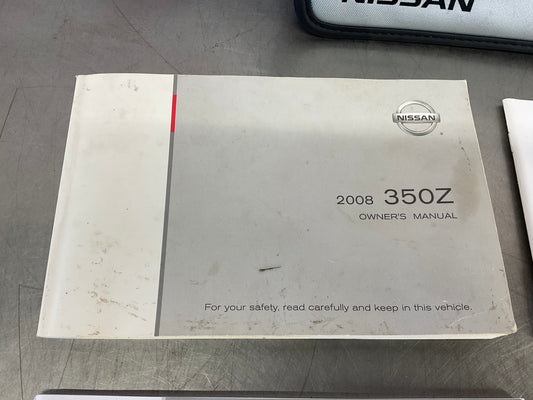 NISSAN
NISSAN
2008 350Z
OWNER'S MANUAL
For your safety, read carefully and keep in this vehicle.